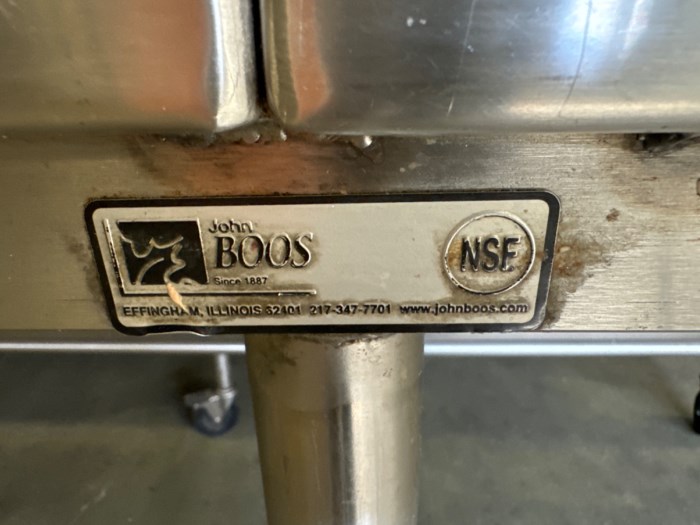 John
BOOS
Since 1887
NSF
EFFINGHAM, ILLINOIS 62401 217-347-7701 www.johnboos.com